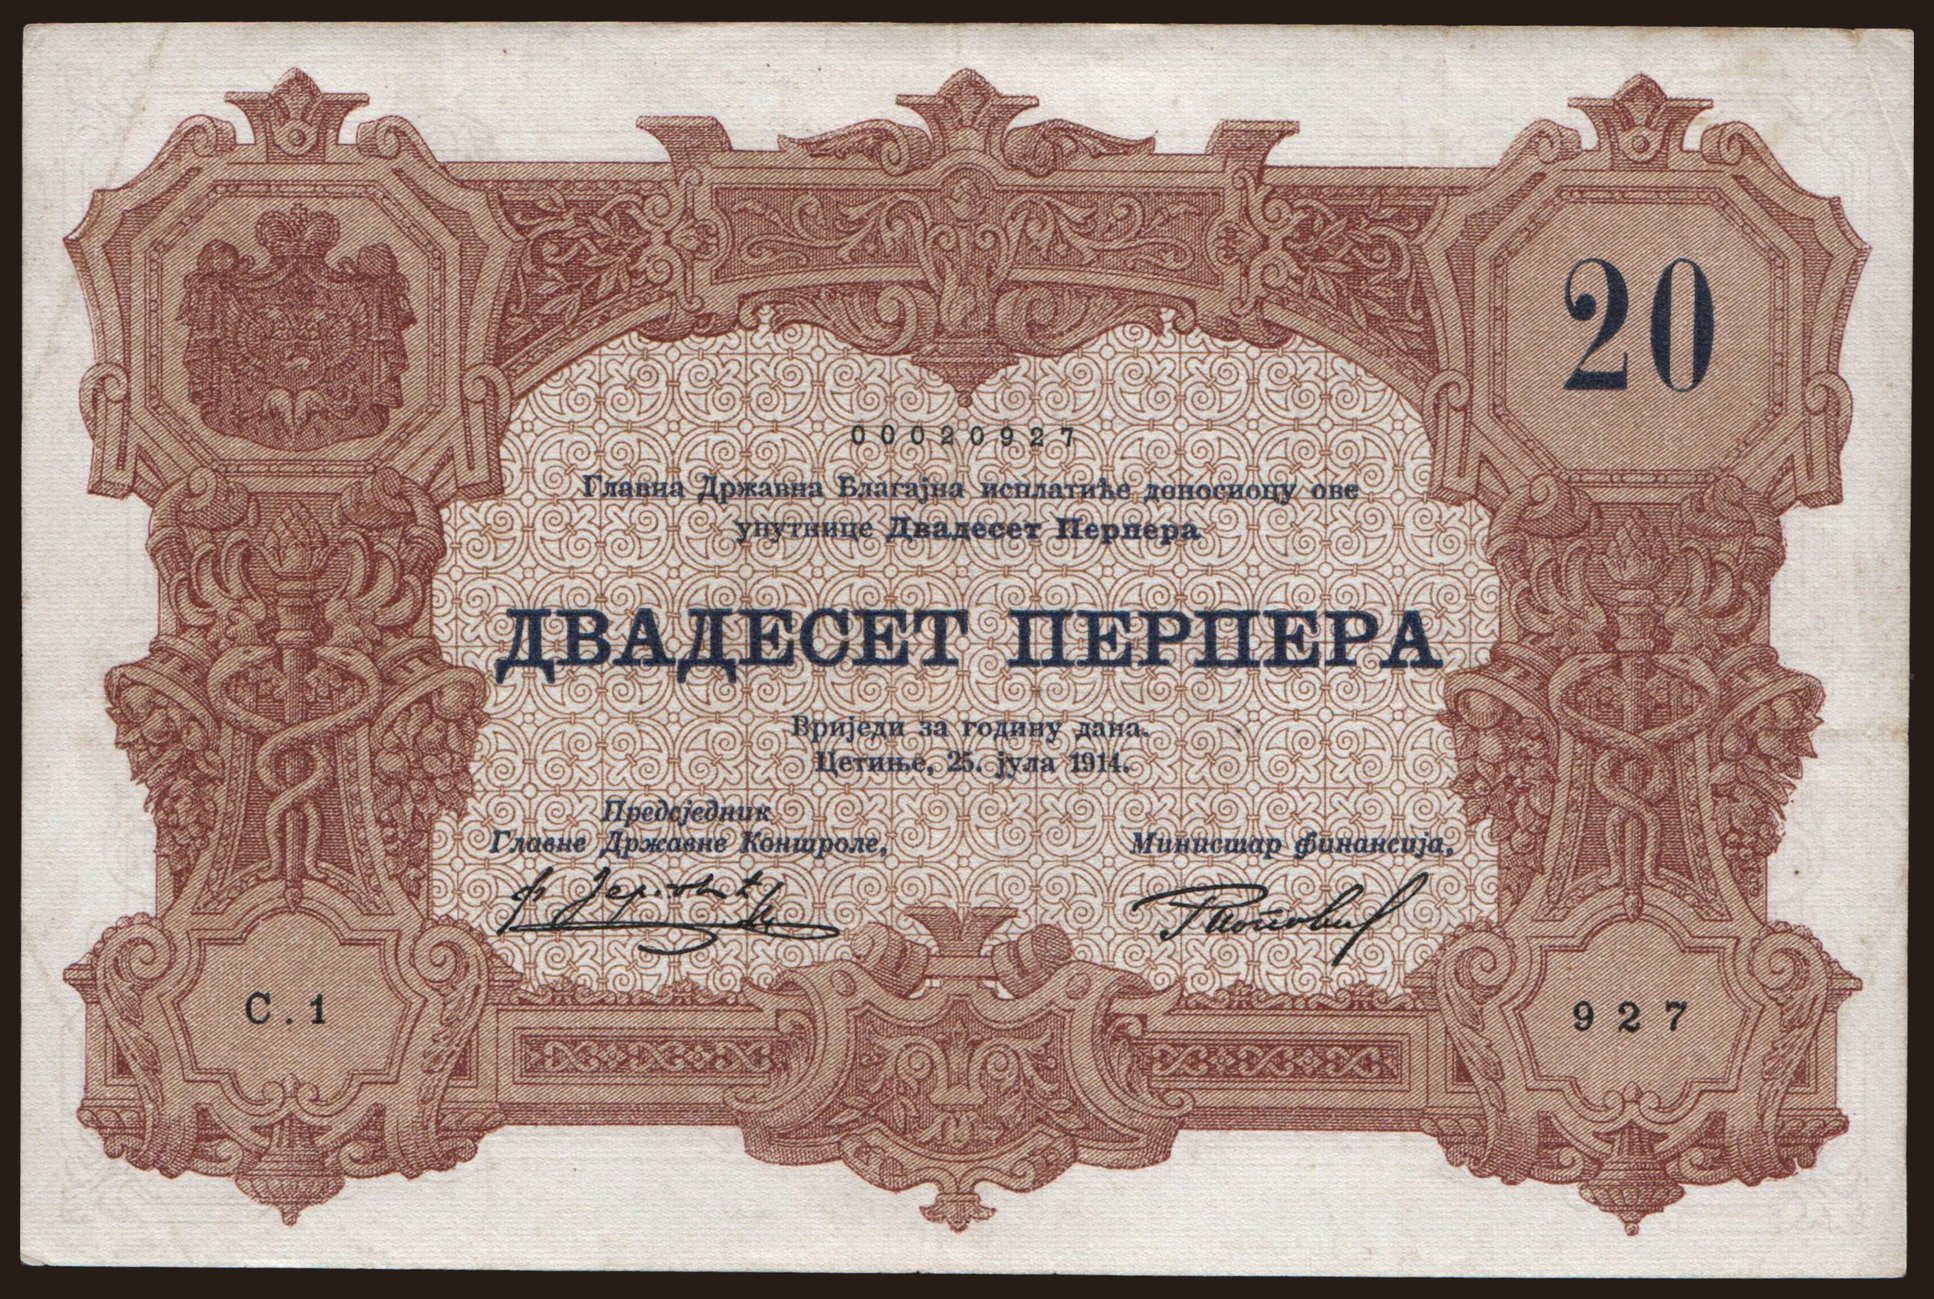 20
00020927
Главна Државна Благајна исплатиће доносиоцу ове
упутнице Двадесет Перпера
ДВАДЕСЕТ ПЕРПЕРА
Вриједи за годину дана.
Цетиње, 25. јула 1914.
Предсједник
Главне Државне Контроле,
Министар финансија,
С.1
927